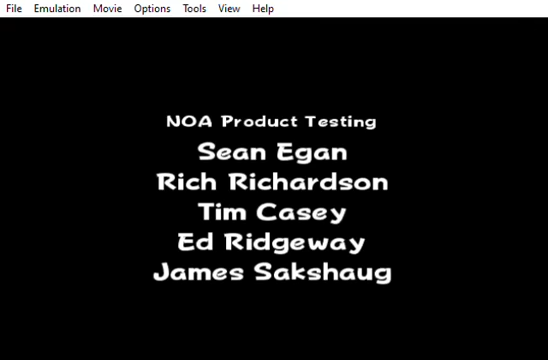 File Emulation Movie Options Tools View Help
NOA Product Testing
Sean Egan
Rich Richardson
Tim Casey
Ed Ridgeway
James Sakshaug